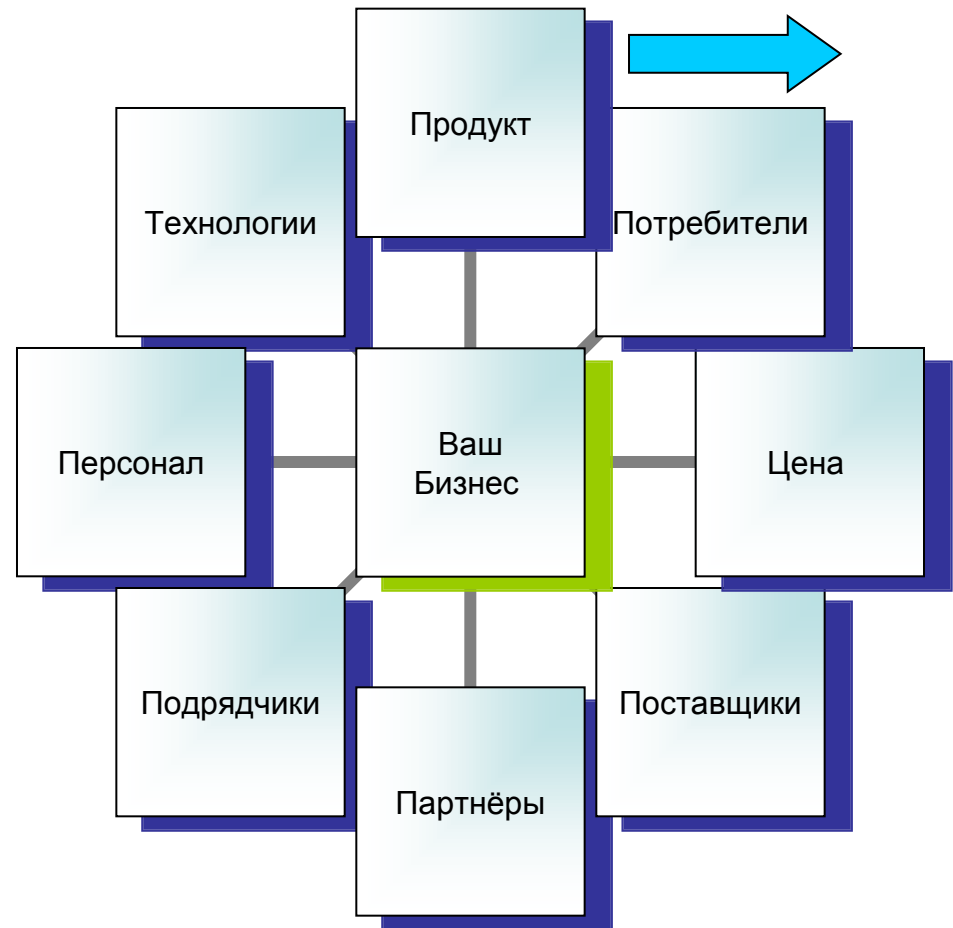 Продукт
Технологии
Потребители
Персонал
Ваш
Бизнес
Цена
Подрядчики
Поставщики
Партнёры